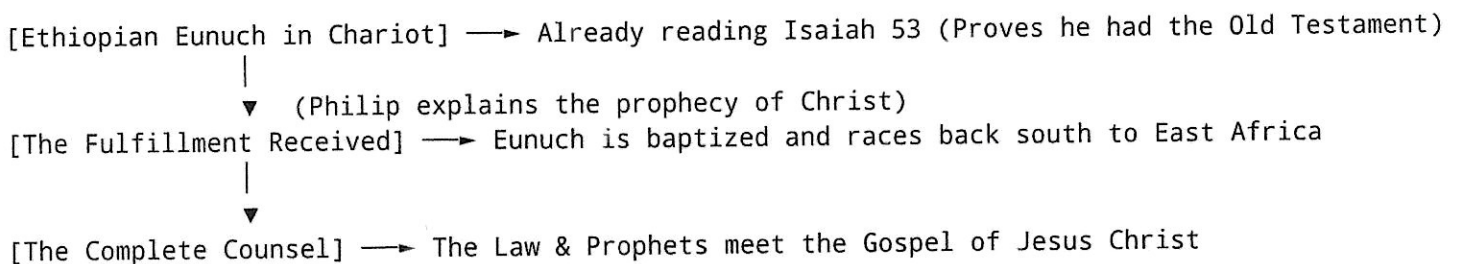 [Ethiopian Eunuch in Chariot] ──► Already reading Isaiah 53 (Proves he had the Old Testament)
│
▼ (Philip explains the prophecy of Christ)
[The Fulfillment Received] ──► Eunuch is baptized and races back south to East Africa
│
▼
[The Complete Counsel] ──► The Law & Prophets meet the Gospel of Jesus Christ